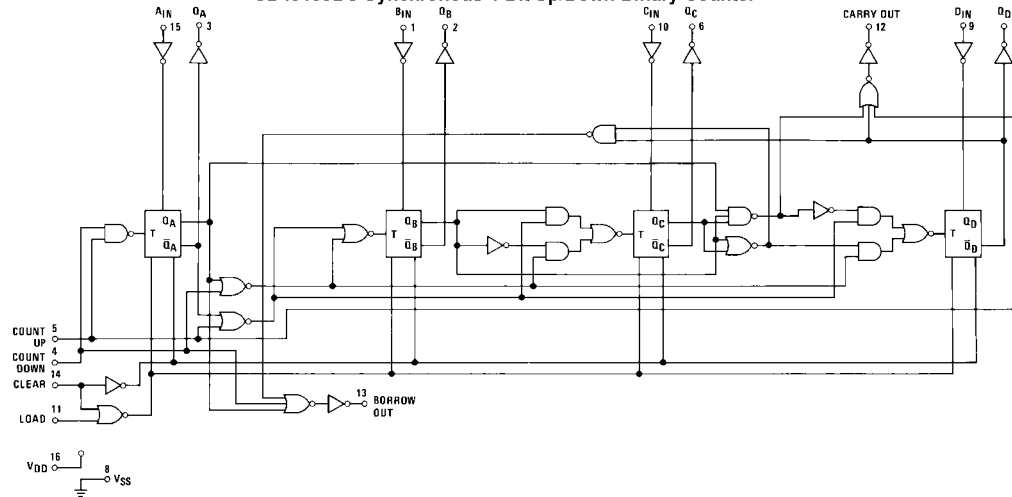 CD40193BC Synchronous 4-Bit Up/Down Binary Counter
AIN QA BIN QB CIN QC CARRY OUT DIN QD
15 3 1 2 10 6 12 9
QA QB QC QD
T T T T
Q̅A Q̅B Q̅C Q̅D
COUNT UP 5
COUNT DOWN 4
CLEAR 14
LOAD 11
13 BORROW OUT
VDD 16
8 VSS